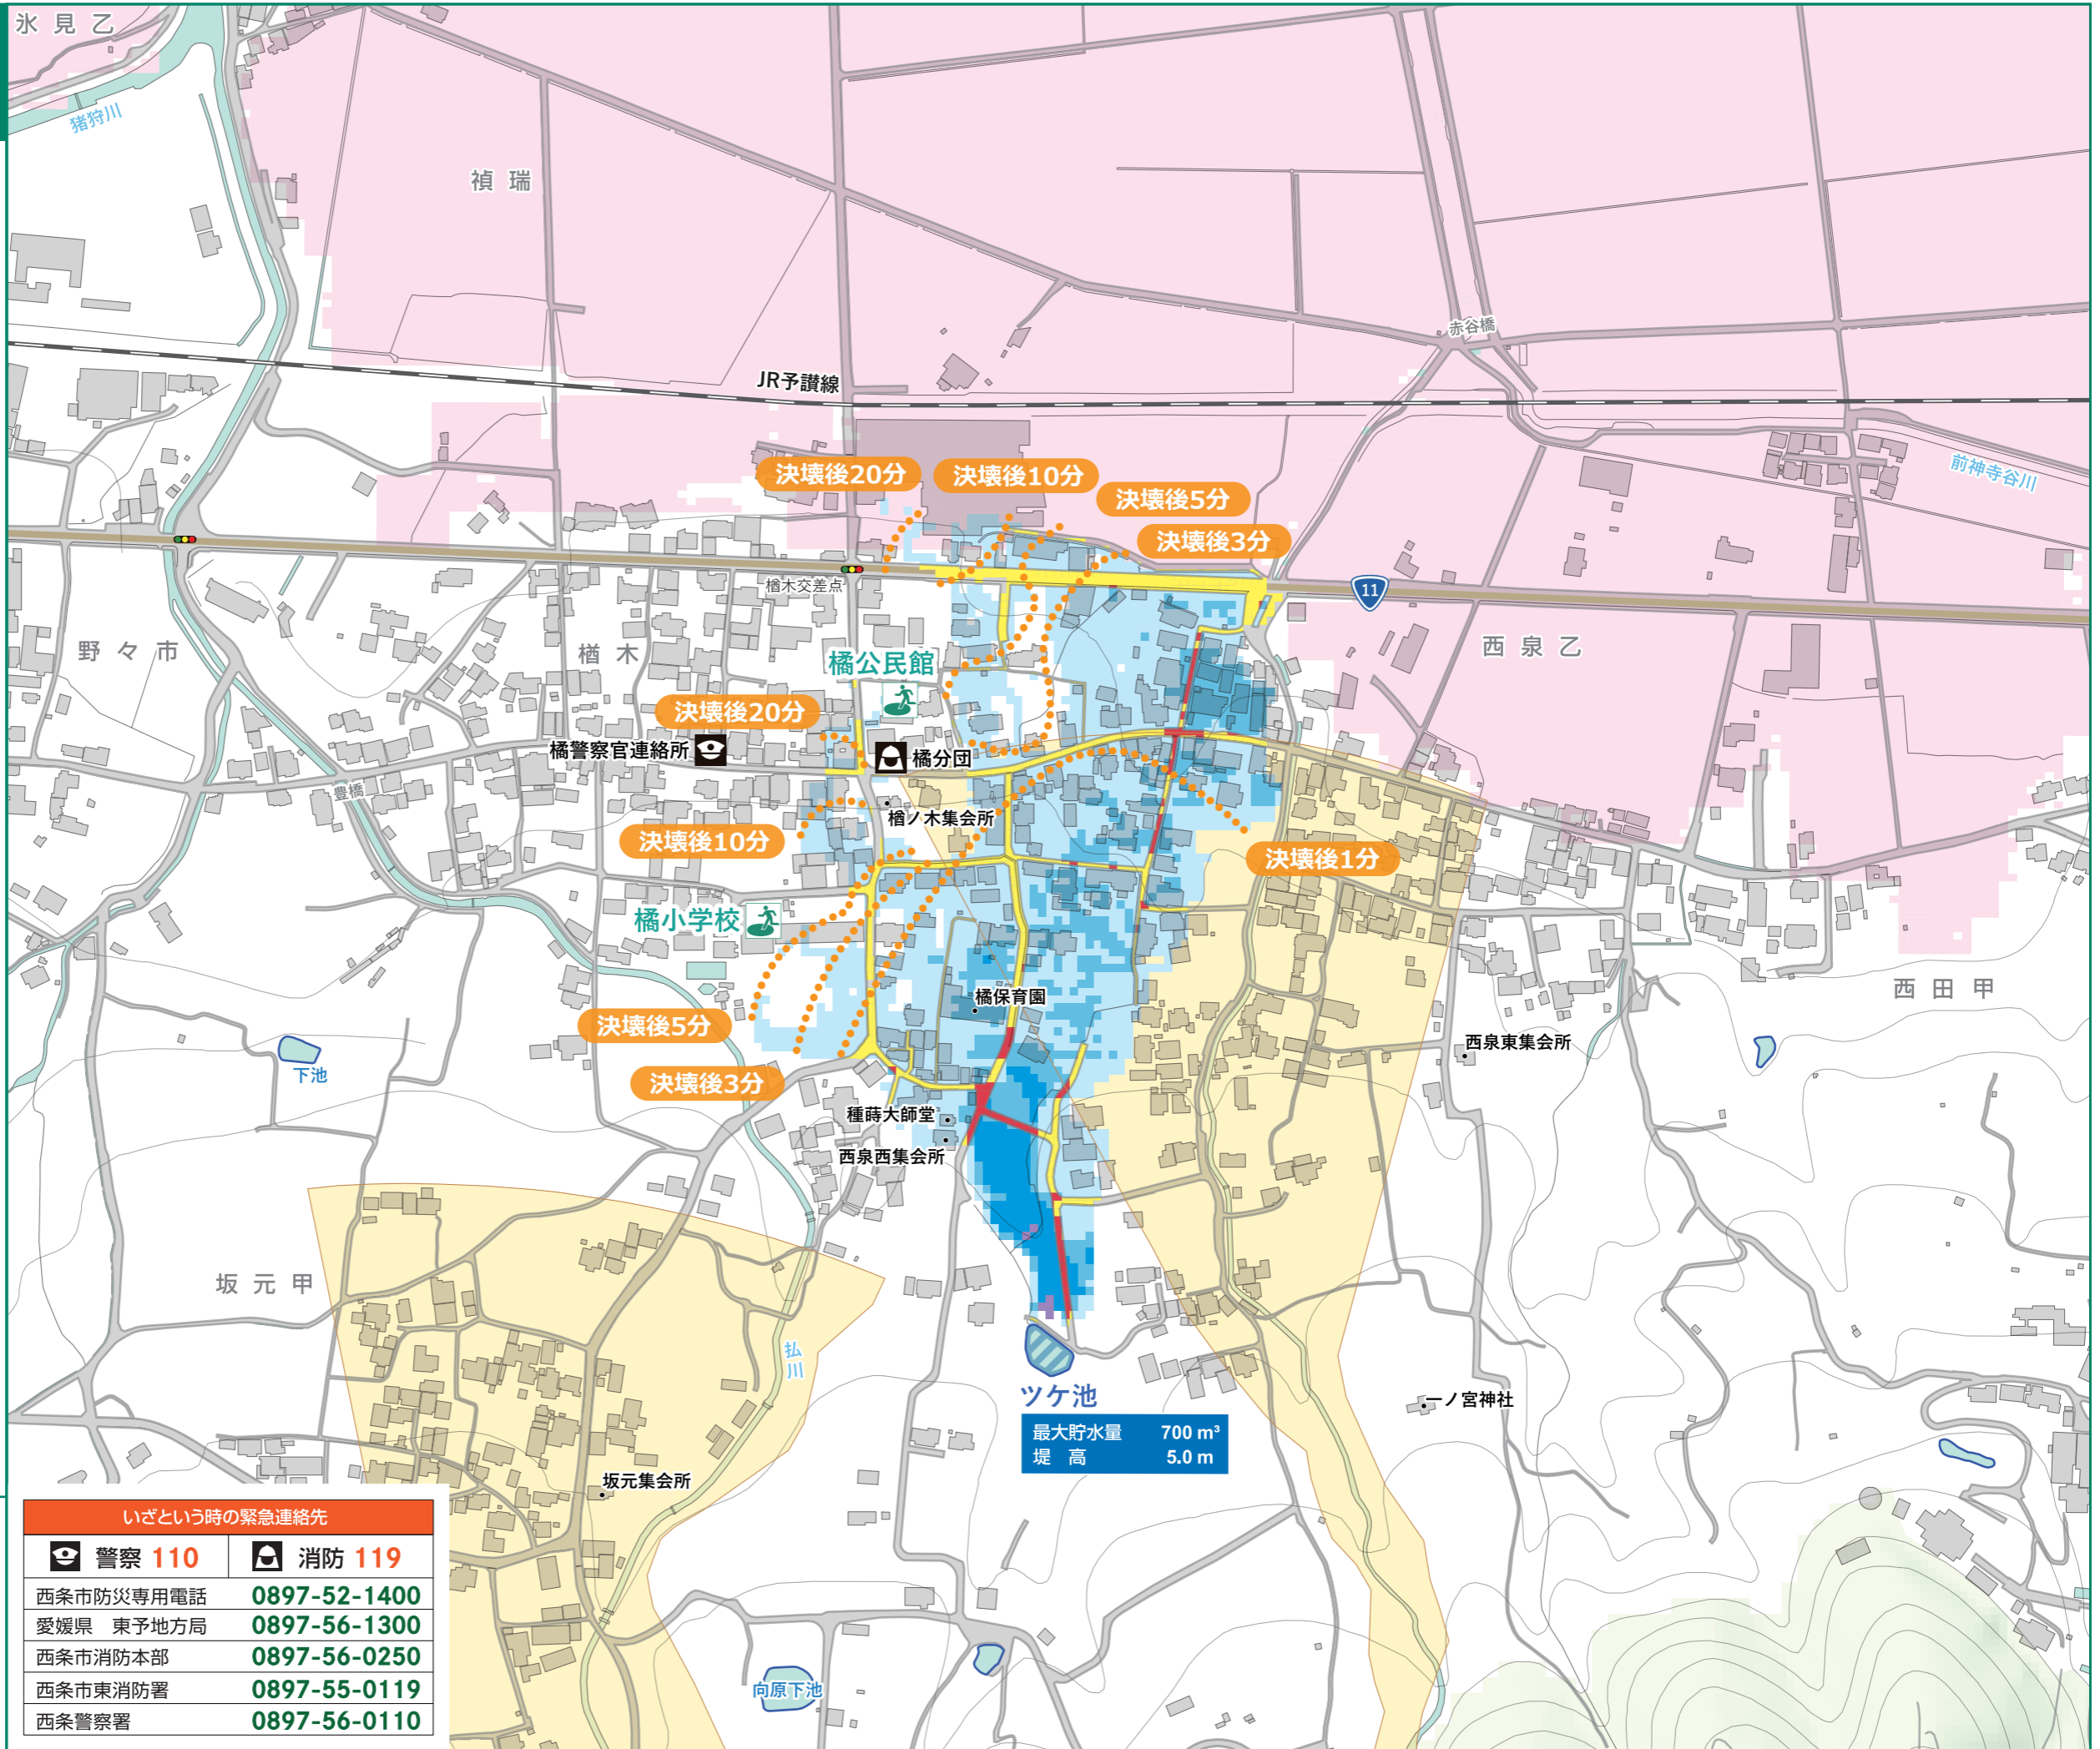 氷見乙
猪狩川
禎瑞
赤谷橋
JR予讃線
前神寺谷川
決壊後20分
決壊後10分
決壊後5分
決壊後3分
楢木交差点
11
野々市
楢木
西泉乙
橘公民館
決壊後20分
橘警察官連絡所
橘分団
豊橋
楢ノ木集会所
決壊後10分
決壊後1分
橘小学校
西田甲
橘保育園
決壊後5分
西泉東集会所
下池
決壊後3分
種蒔大師堂
西泉西集会所
坂元甲
払川
ツケ池
最大貯水量 700 m³
堤 高 5.0 m
一ノ宮神社
坂元集会所
向原下池
いざという時の緊急連絡先
警察 110 消防 119
西条市防災専用電話 0897-52-1400
愛媛県 東予地方局 0897-56-1300
西条市消防本部 0897-56-0250
西条市東消防署 0897-55-0119
西条警察署 0897-56-0110